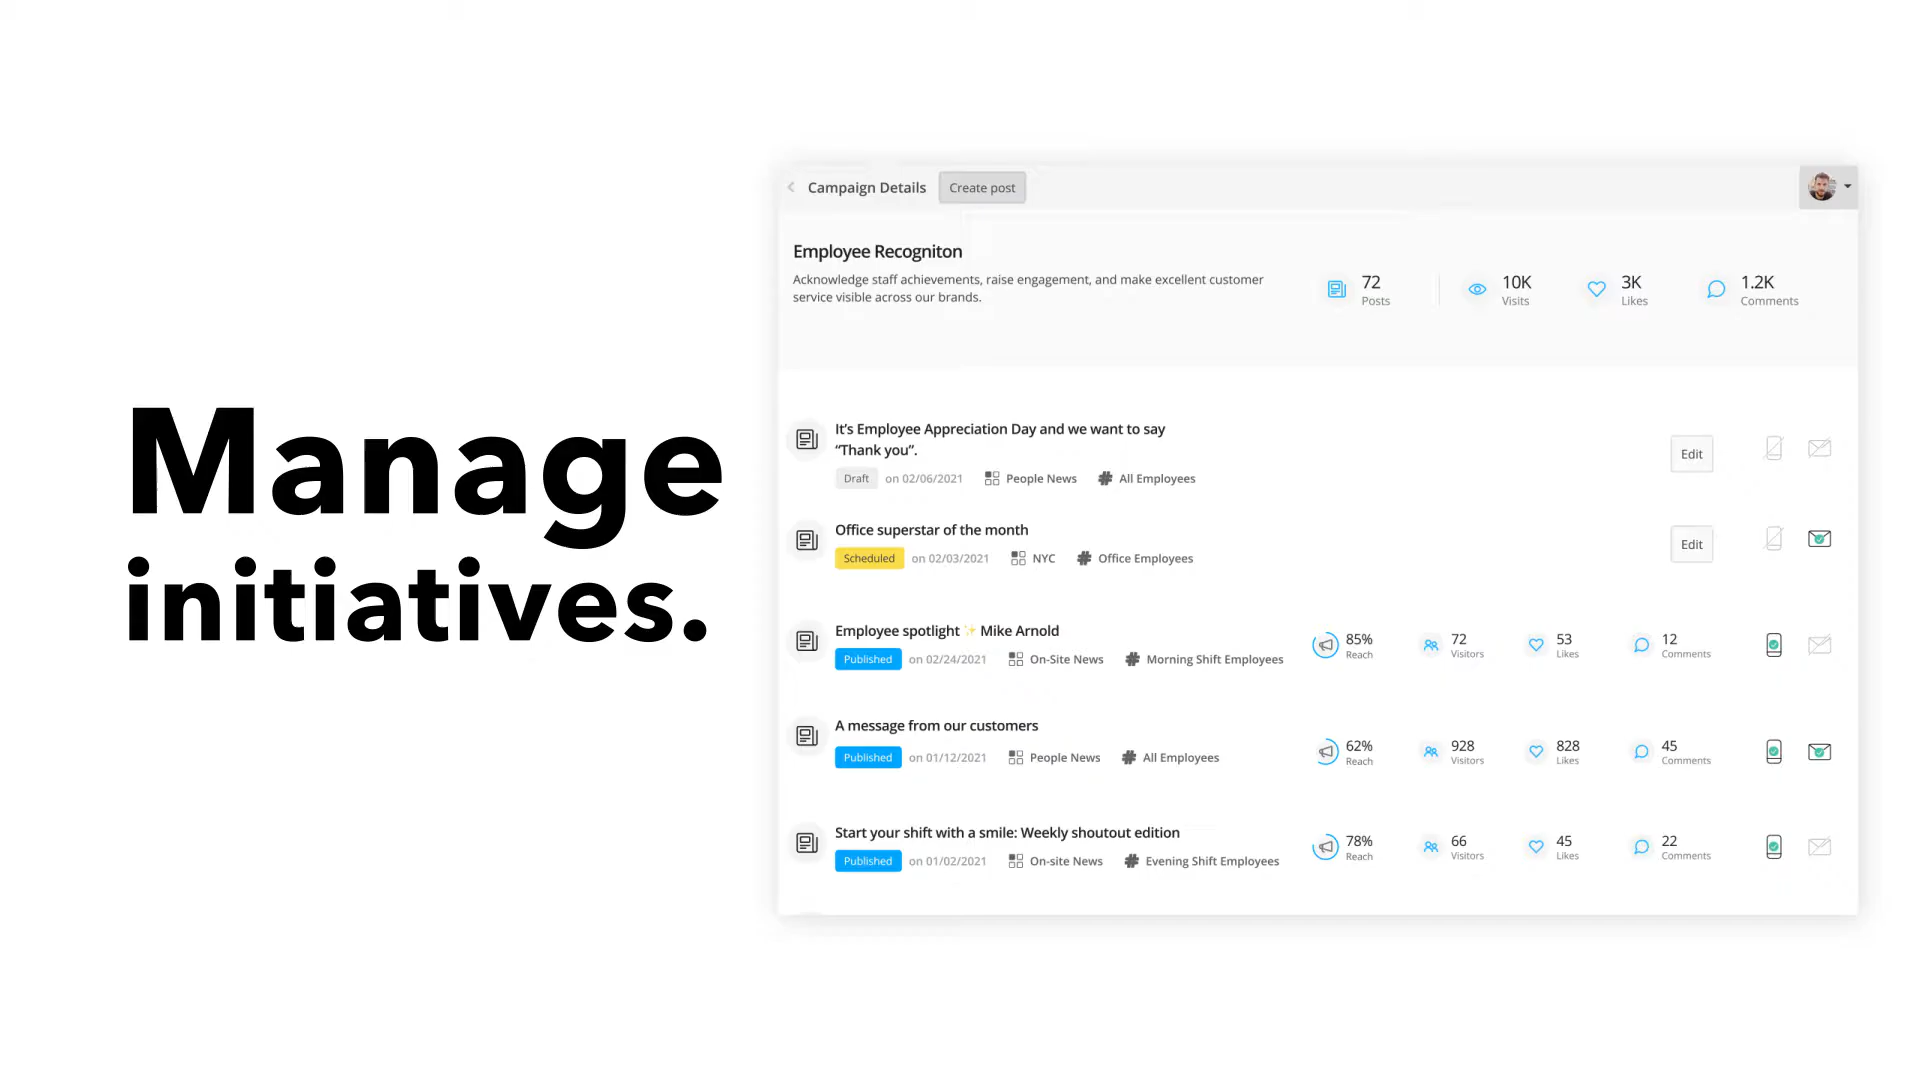 Manage
initiatives.
Campaign Details
Create post
Employee Recogniton
Acknowledge staff achievements, raise engagement, and make excellent customer
service visible across our brands.
72
Posts
10K
Visits
3K
Likes
1.2K
Comments
It's Employee Appreciation Day and we want to say
“Thank you”.
Draft on 02/06/2021 People News # All Employees
Edit
Office superstar of the month
Scheduled on 02/03/2021 NYC # Office Employees
Edit
Employee spotlight ✨ Mike Arnold
Published on 02/24/2021 On-Site News # Morning Shift Employees
85%
Reach
72
Visitors
53
Likes
12
Comments
A message from our customers
Published on 01/12/2021 People News # All Employees
62%
Reach
928
Visitors
828
Likes
45
Comments
Start your shift with a smile: Weekly shoutout edition
Published on 01/02/2021 On-site News # Evening Shift Employees
78%
Reach
66
Visitors
45
Likes
22
Comments